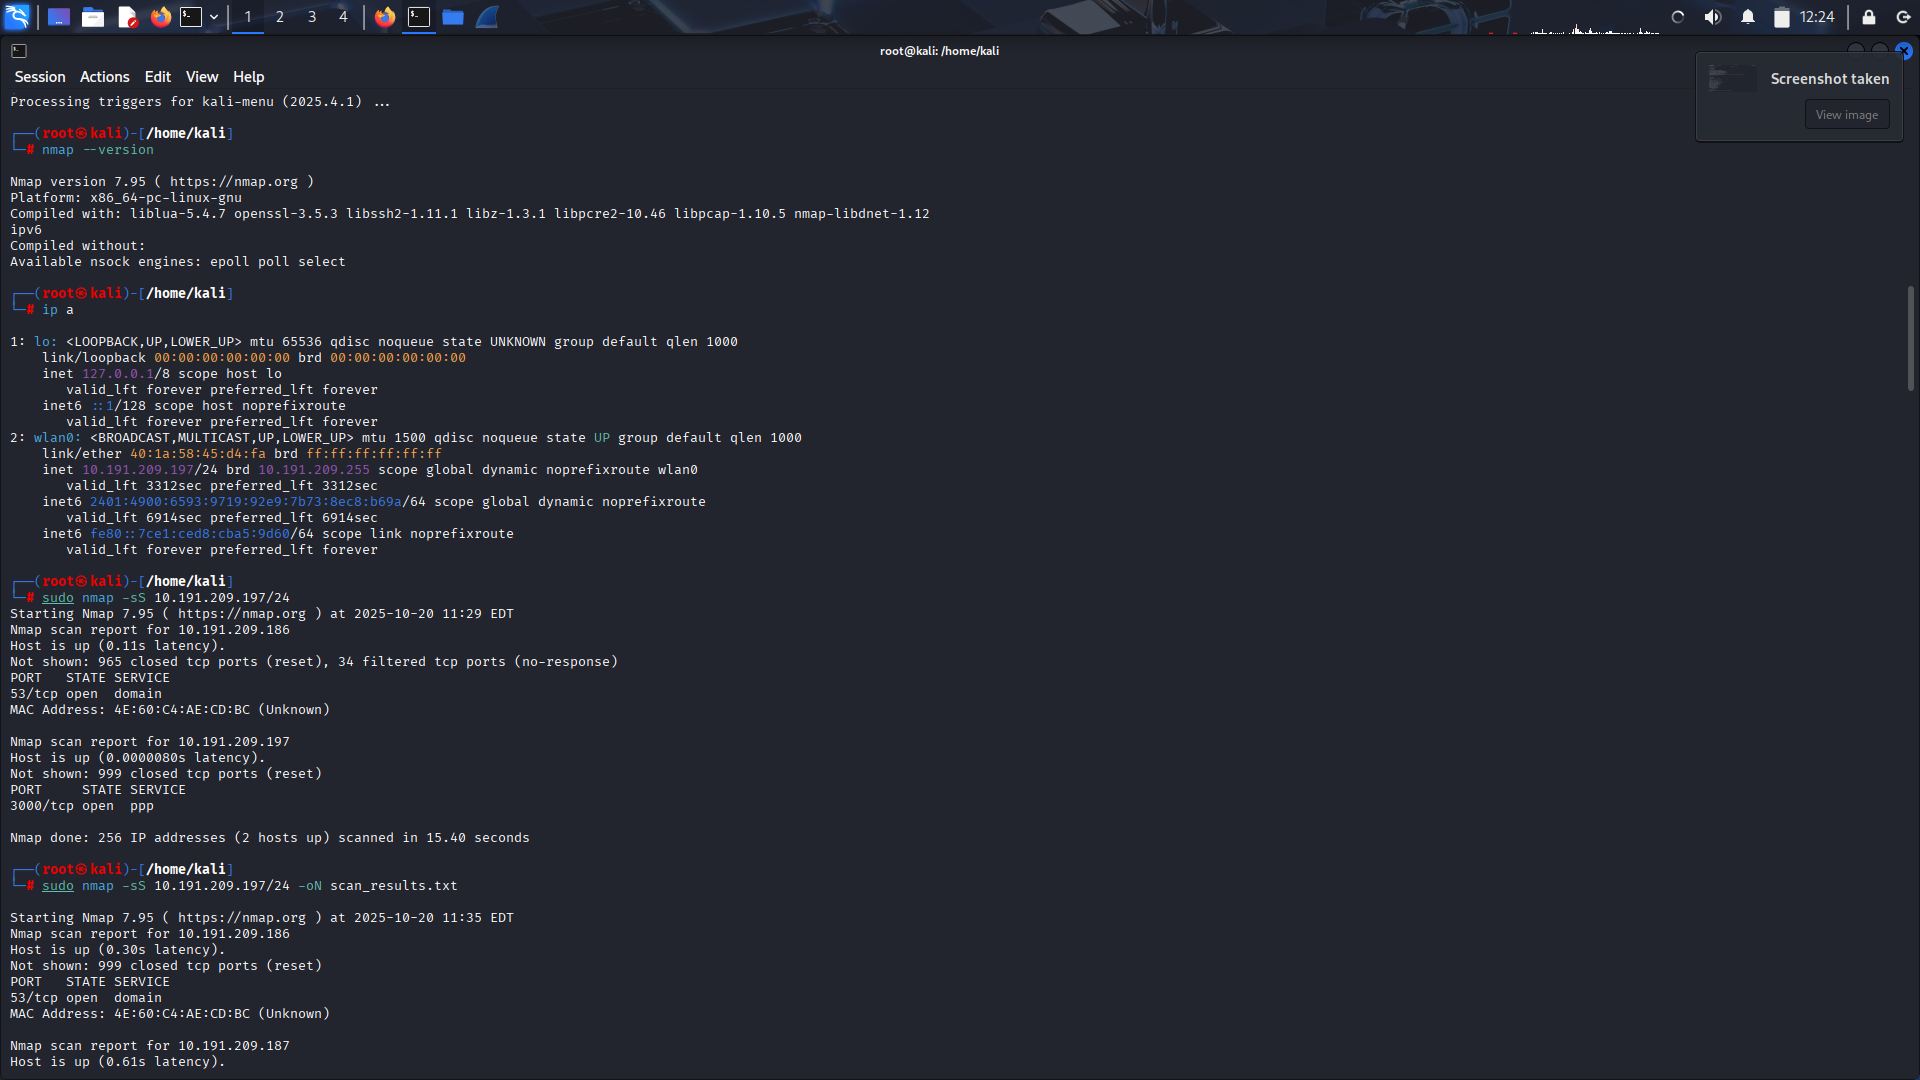 1 2 3 4 12:24
root@kali: /home/kali
Session Actions Edit View Help
Screenshot taken
View image
Processing triggers for kali-menu (2025.4.1) ...
┌──(root㉿kali)-[/home/kali]
└─# nmap --version
Nmap version 7.95 ( https://nmap.org )
Platform: x86_64-pc-linux-gnu
Compiled with: liblua-5.4.7 openssl-3.5.3 libssh2-1.11.1 libz-1.3.1 libpcre2-10.46 libpcap-1.10.5 nmap-libdnet-1.12
ipv6
Compiled without:
Available nsock engines: epoll poll select
┌──(root㉿kali)-[/home/kali]
└─# ip a
1: lo: <LOOPBACK,UP,LOWER_UP> mtu 65536 qdisc noqueue state UNKNOWN group default qlen 1000
link/loopback 00:00:00:00:00:00 brd 00:00:00:00:00:00
inet 127.0.0.1/8 scope host lo
valid_lft forever preferred_lft forever
inet6 ::1/128 scope host noprefixroute
valid_lft forever preferred_lft forever
2: wlan0: <BROADCAST,MULTICAST,UP,LOWER_UP> mtu 1500 qdisc noqueue state UP group default qlen 1000
link/ether 40:1a:58:45:d4:fa brd ff:ff:ff:ff:ff:ff
inet 10.191.209.197/24 brd 10.191.209.255 scope global dynamic noprefixroute wlan0
valid_lft 3312sec preferred_lft 3312sec
inet6 2401:4900:6593:9719:92e9:7b73:8ec8:b69a/64 scope global dynamic noprefixroute
valid_lft 6914sec preferred_lft 6914sec
inet6 fe80::7ce1:ced8:cba5:9d60/64 scope link noprefixroute
valid_lft forever preferred_lft forever
┌──(root㉿kali)-[/home/kali]
└─# sudo nmap -sS 10.191.209.197/24
Starting Nmap 7.95 ( https://nmap.org ) at 2025-10-20 11:29 EDT
Nmap scan report for 10.191.209.186
Host is up (0.11s latency).
Not shown: 965 closed tcp ports (reset), 34 filtered tcp ports (no-response)
PORT STATE SERVICE
53/tcp open domain
MAC Address: 4E:60:C4:AE:CD:BC (Unknown)
Nmap scan report for 10.191.209.197
Host is up (0.0000080s latency).
Not shown: 999 closed tcp ports (reset)
PORT STATE SERVICE
3000/tcp open ppp
Nmap done: 256 IP addresses (2 hosts up) scanned in 15.40 seconds
┌──(root㉿kali)-[/home/kali]
└─# sudo nmap -sS 10.191.209.197/24 -oN scan_results.txt
Starting Nmap 7.95 ( https://nmap.org ) at 2025-10-20 11:35 EDT
Nmap scan report for 10.191.209.186
Host is up (0.30s latency).
Not shown: 999 closed tcp ports (reset)
PORT STATE SERVICE
53/tcp open domain
MAC Address: 4E:60:C4:AE:CD:BC (Unknown)
Nmap scan report for 10.191.209.187
Host is up (0.61s latency).